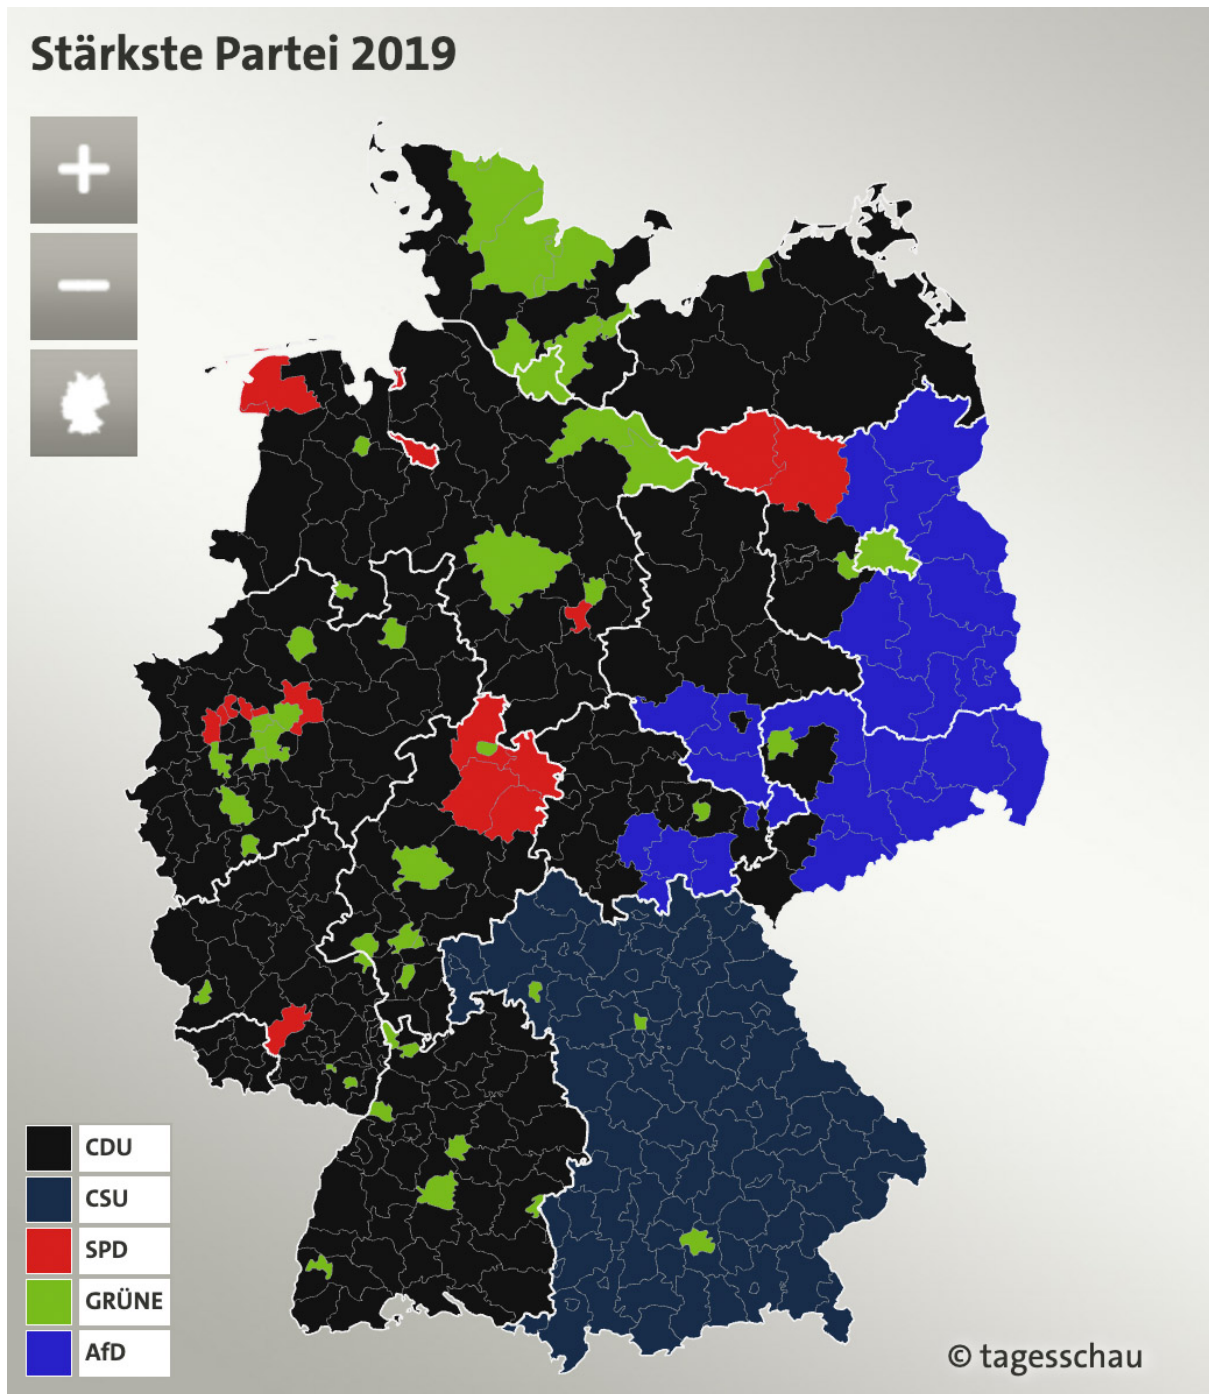 Stärkste Partei 2019
CDU
CSU
SPD
GRÜNE
AfD
© tagesschau